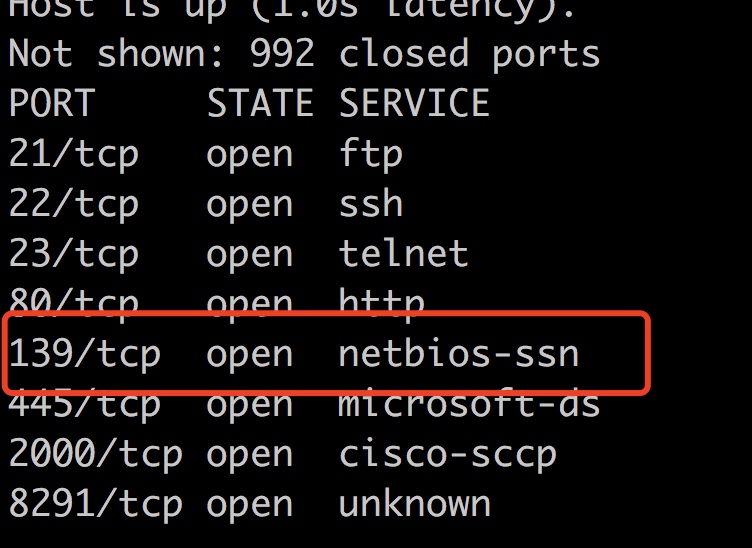 Host is up (1.0s latency).
Not shown: 992 closed ports
PORT     STATE SERVICE
21/tcp   open  ftp
22/tcp   open  ssh
23/tcp   open  telnet
80/tcp   open  http
139/tcp  open  netbios-ssn
445/tcp  open  microsoft-ds
2000/tcp open  cisco-sccp
8291/tcp open  unknown